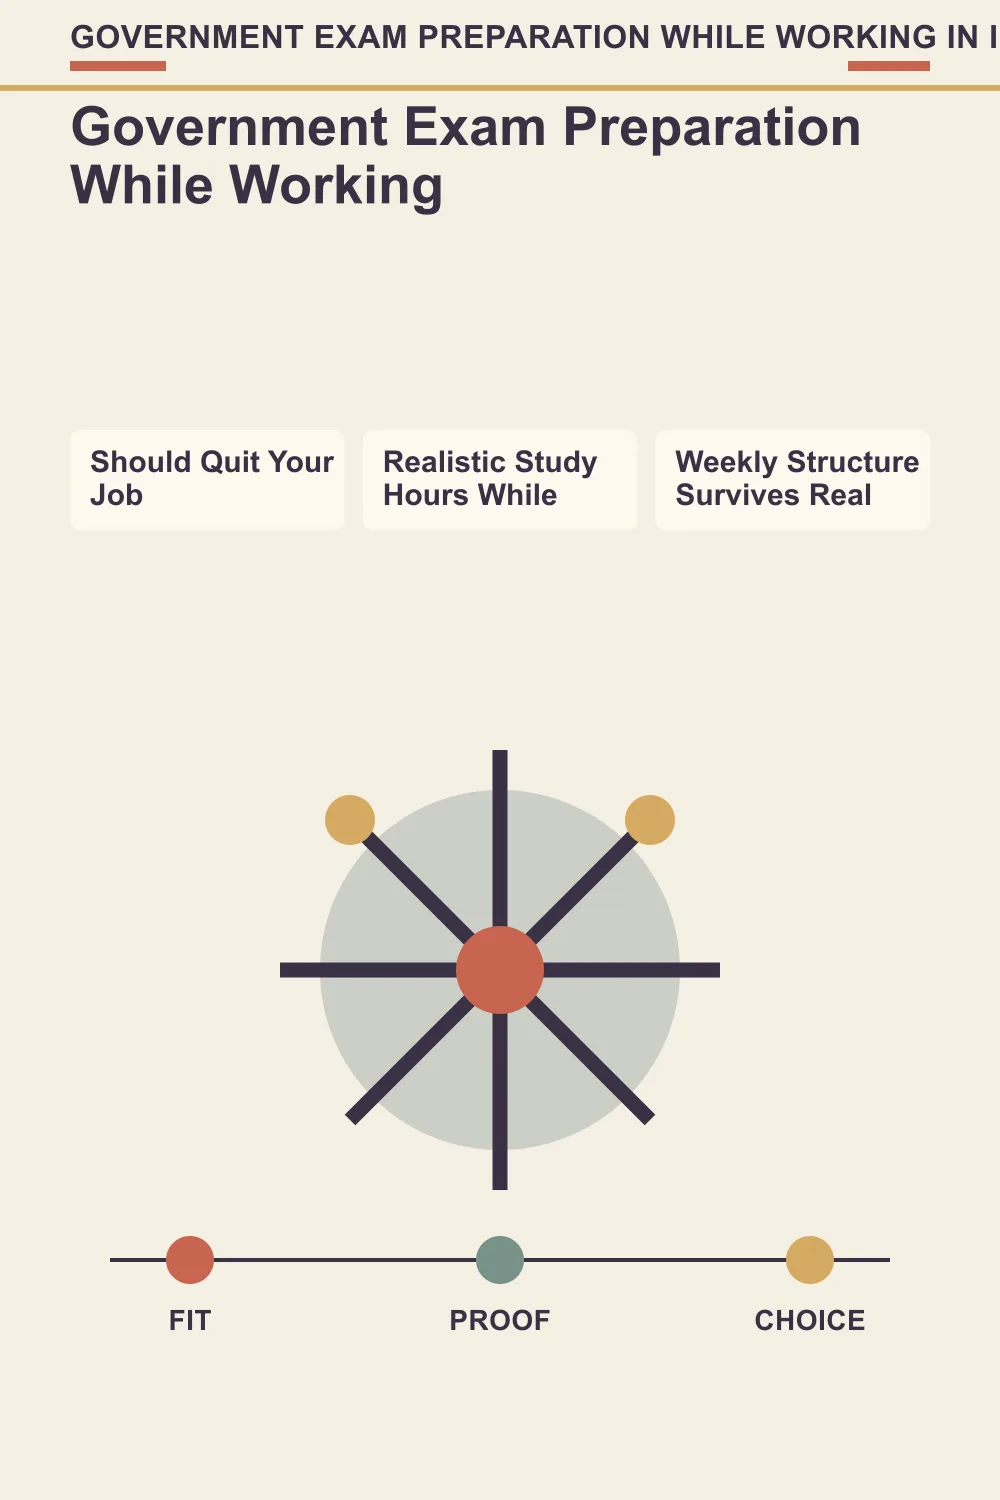 GOVERNMENT EXAM PREPARATION WHILE WORKING IN
Government Exam Preparation
While Working
Should Quit Your
Job
Realistic Study
Hours While
Weekly Structure
Survives Real
FIT
PROOF
CHOICE